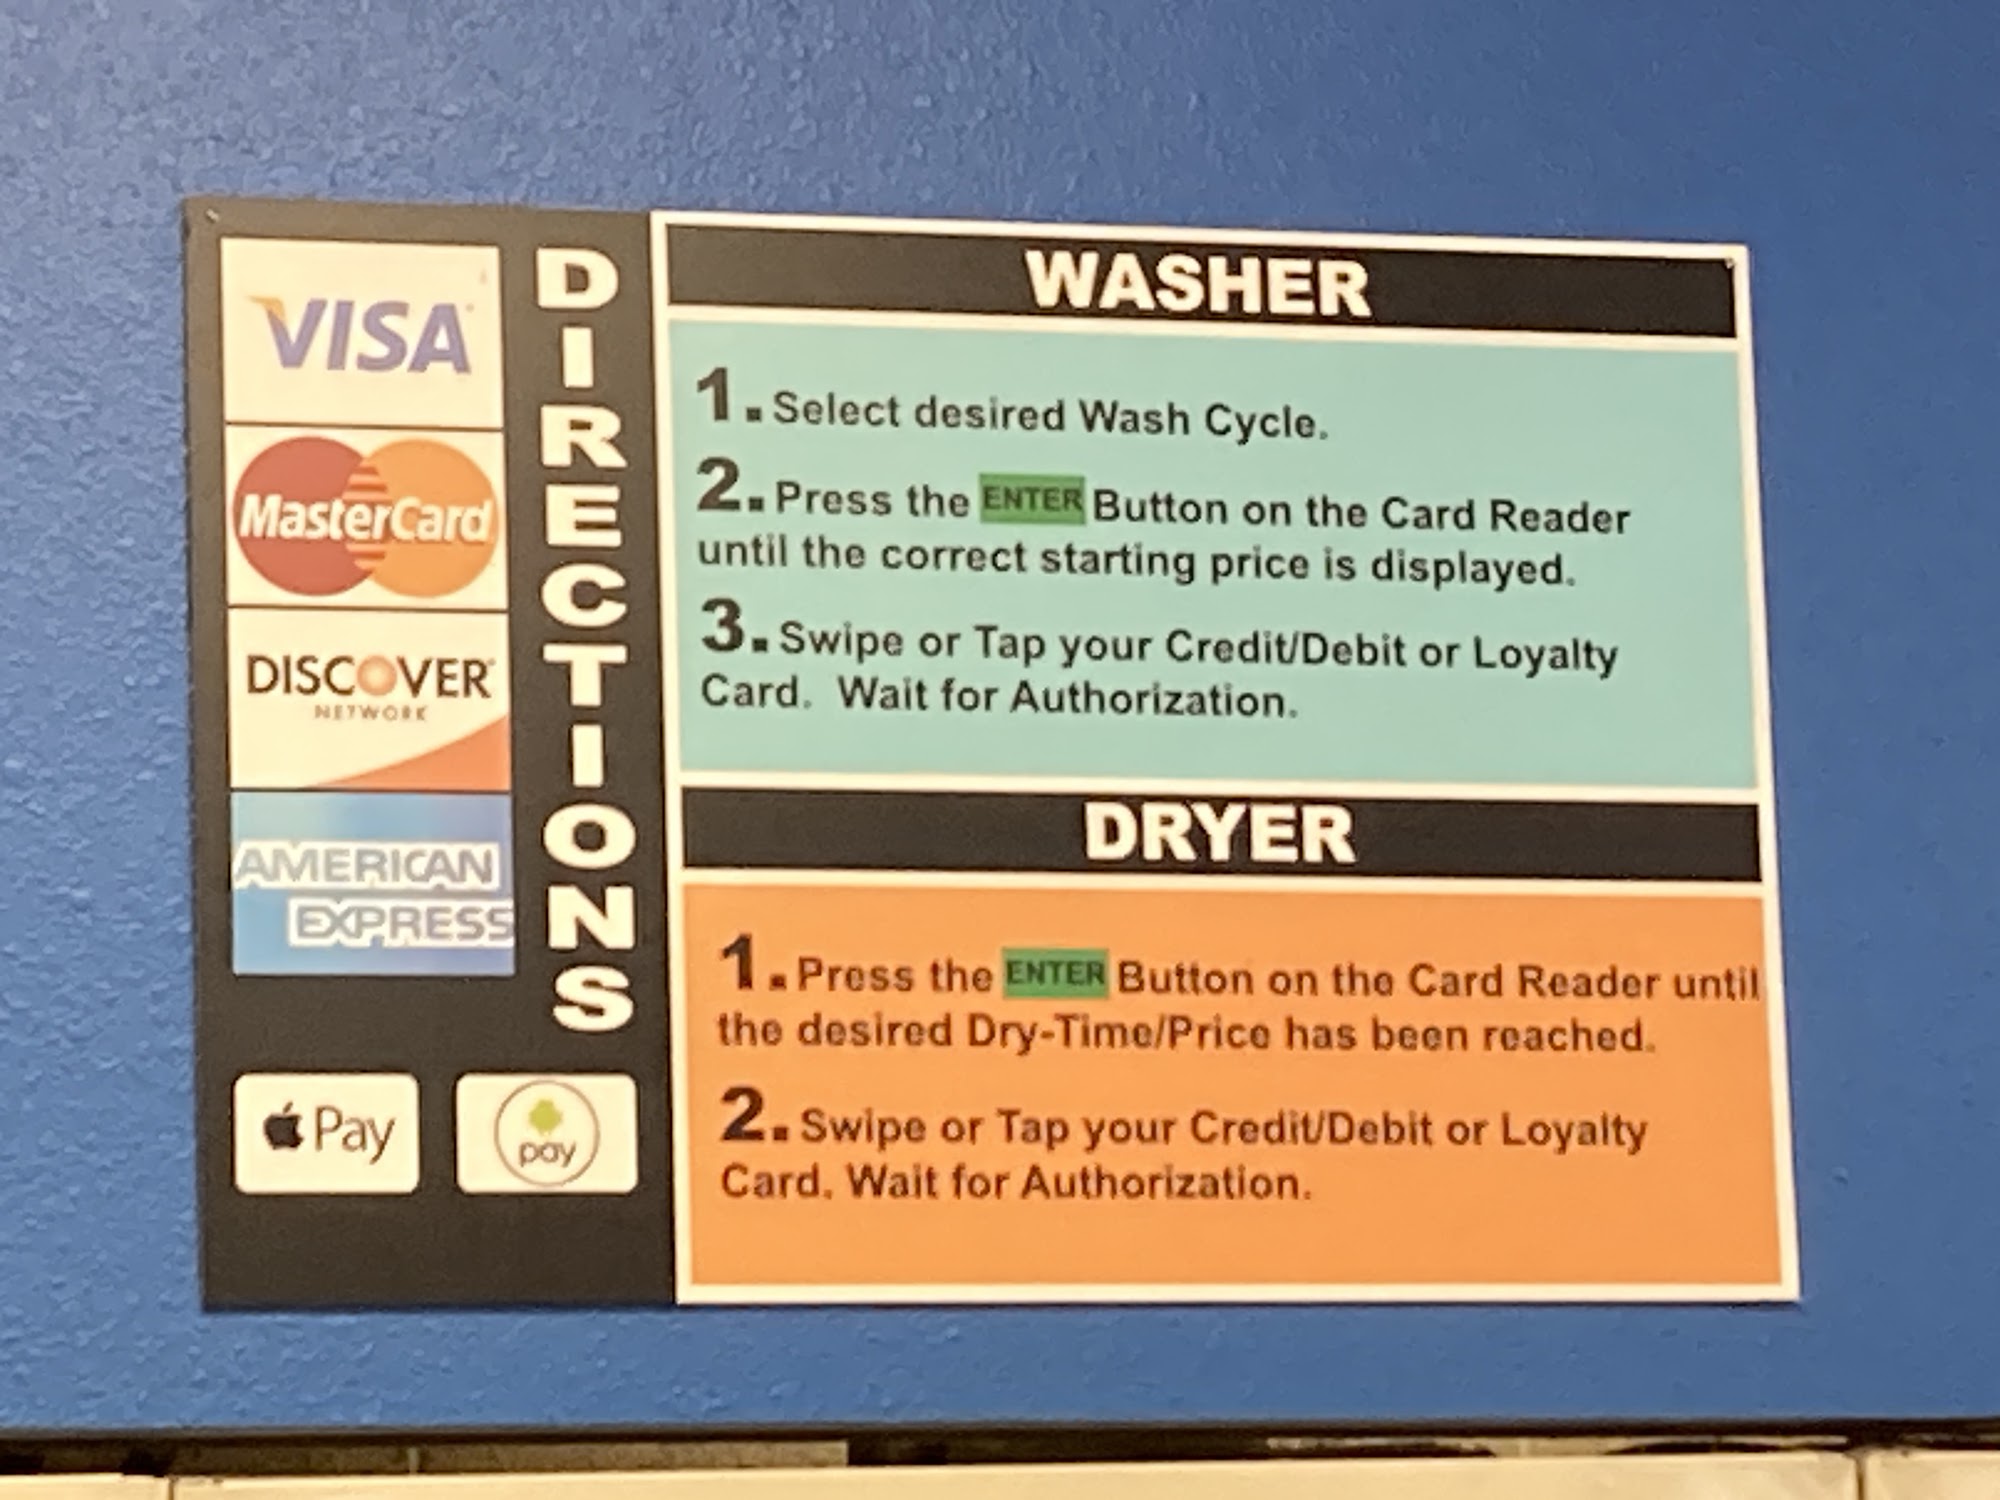 VISA
MasterCard
DISCOVER
NETWORK
AMERICAN
EXPRESS
Pay
pay
DIRECTIONS
WASHER
1. Select desired Wash Cycle.
2. Press the ENTER Button on the Card Reader
until the correct starting price is displayed.
3. Swipe or Tap your Credit/Debit or Loyalty
Card. Wait for Authorization.
DRYER
1. Press the ENTER Button on the Card Reader until
the desired Dry-Time/Price has been reached.
2. Swipe or Tap your Credit/Debit or Loyalty
Card. Wait for Authorization.